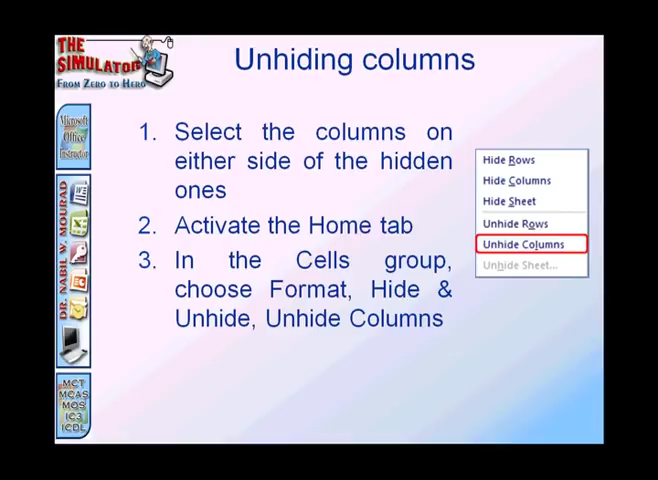 THE
SIMULATOR
FROM ZERO TO HERO
Unhiding columns
Microsoft
Office
Instructor
DR. NABIL W. MOURAD
MCT
MCAS
MOS
IC3
ICDL
1. Select the columns on
either side of the hidden
ones
2. Activate the Home tab
3. In the Cells group,
choose Format, Hide &
Unhide, Unhide Columns
Hide Rows
Hide Columns
Hide Sheet
Unhide Rows
Unhide Columns
Unhide Sheet...